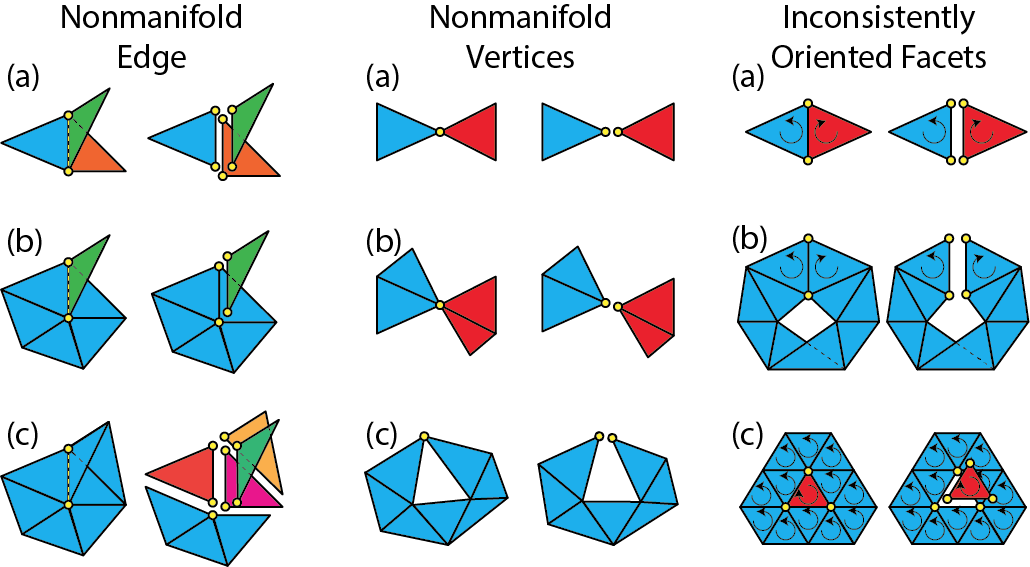 Nonmanifold
Edge
(a)
(b)
(c)
Nonmanifold
Vertices
(a)
(b)
(c)
Inconsistently
Oriented Facets
(a)
(b)
(c)